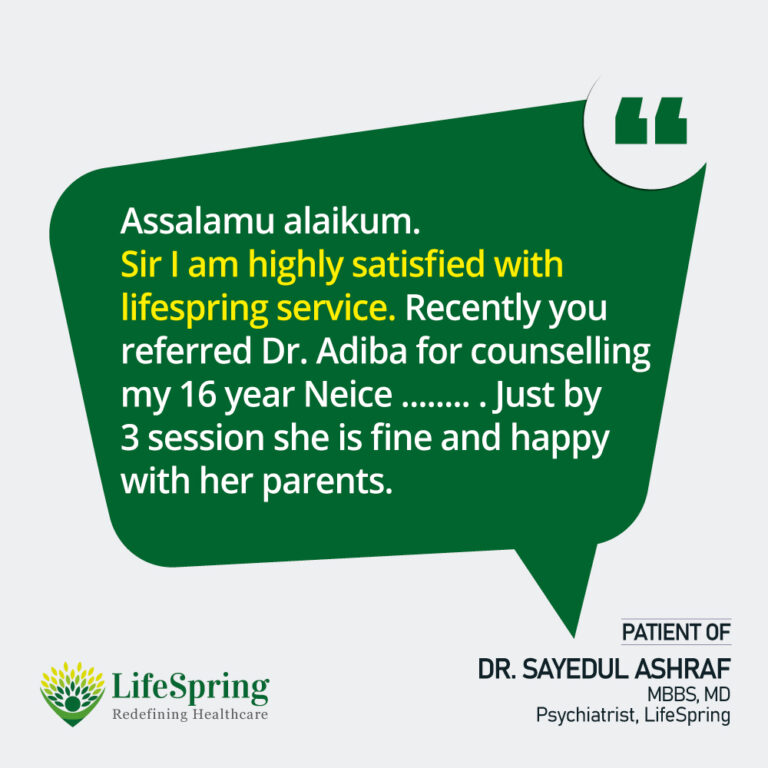 Assalamu alaikum.
Sir I am highly satisfied with
lifespring service. Recently you
referred Dr. Adiba for counselling
my 16 year Neice ........ . Just by
3 session she is fine and happy
with her parents.
PATIENT OF
DR. SAYEDUL ASHRAF
MBBS, MD
Psychiatrist, LifeSpring
LifeSpring
Redefining Healthcare